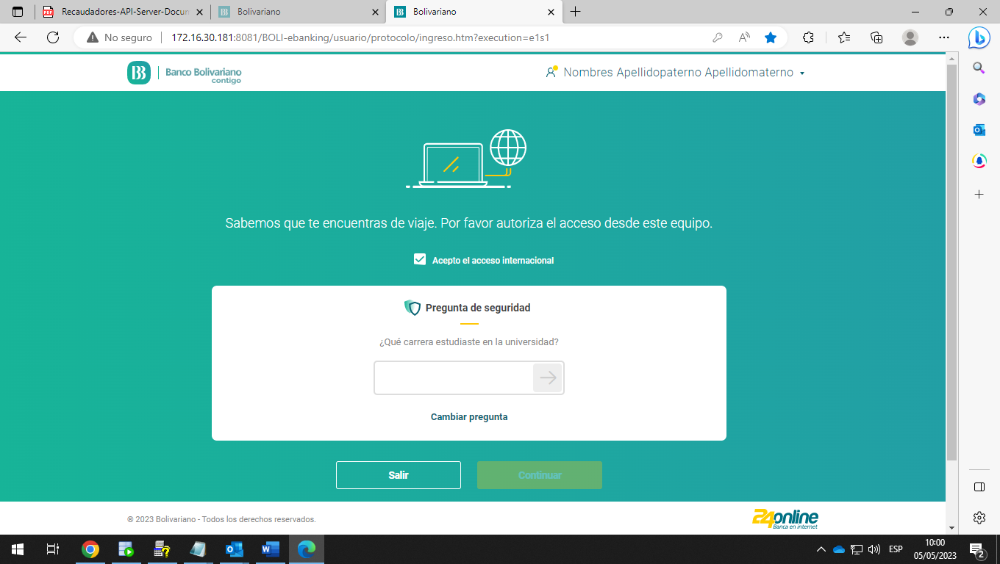 Recaudadores-API-Server-Docun
Bolivariano
Bolivariano
No seguro
172.16.30.181:8081/BOLI-ebanking/usuario/protocolo/ingreso.htm?execution=e1s1
Banco Bolivariano
contigo
Nombres Apellidopaterno Apellidomaterno
Sabemos que te encuentras de viaje. Por favor autoriza el acceso desde este equipo.
Acepto el acceso internacional
Pregunta de seguridad
¿Qué carrera estudiaste en la universidad?
Cambiar pregunta
Salir
Continuar
© 2023 Bolivariano - Todos los derechos reservados.
24online
Banca en internet
ESP
10:00
05/05/2023
2